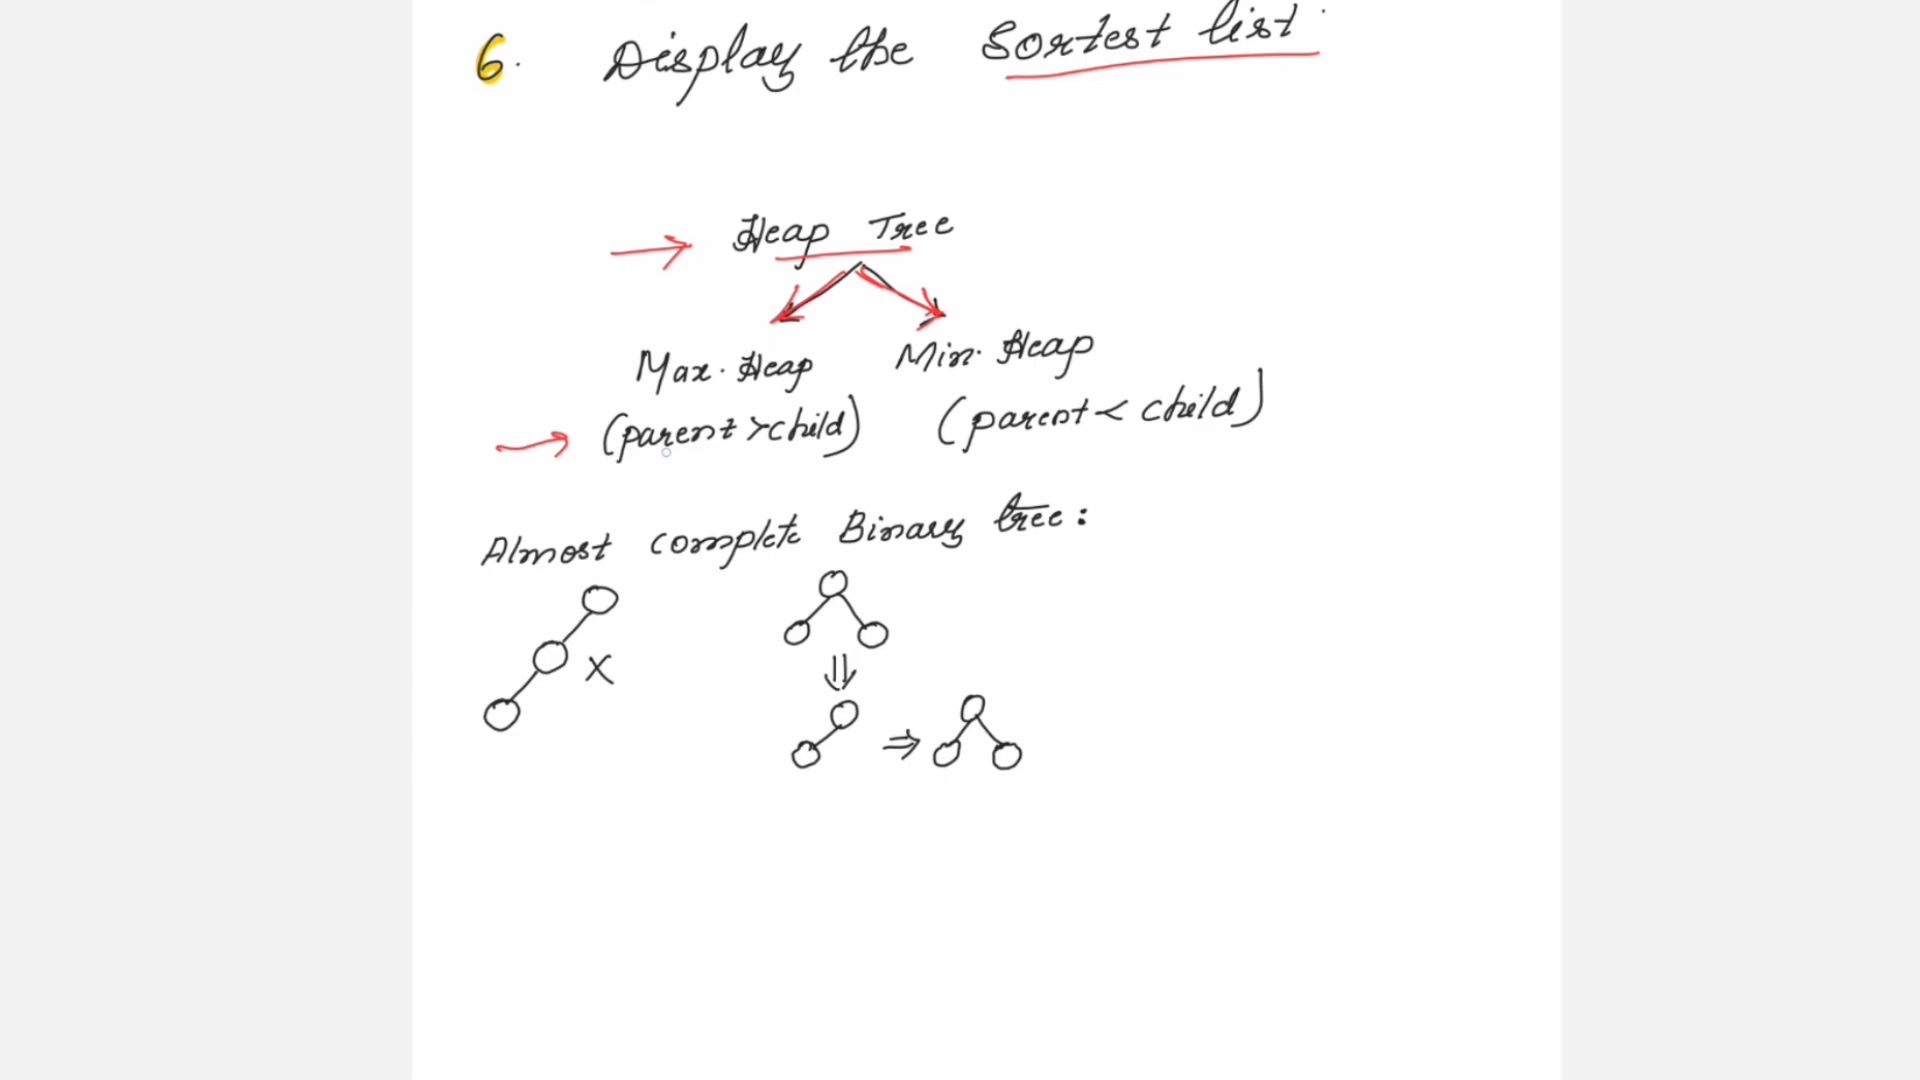 6. Display the Sortest list.
Heap Tree
Max. Heap Min. Heap
(parent > child) (parent < child)
Almost complete Binary tree:
X